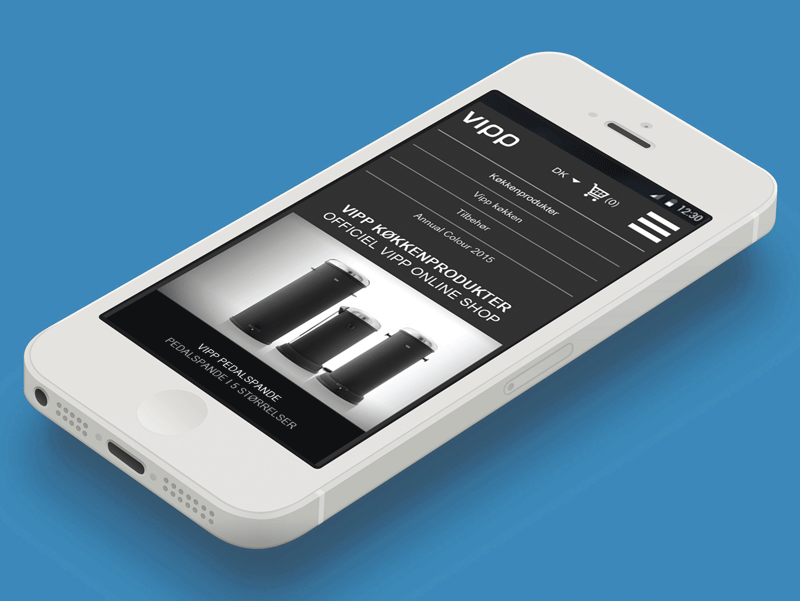 12:30
vipp
DK
(0)
Køkkenprodukter
Vipp køkken
Tilbehør
Annual Colour 2015
VIPP KØKKENPRODUKTER
OFFICIEL VIPP ONLINE SHOP
VIPP PEDALSPANDE
PEDALSPANDE I 5 STØRRELSER